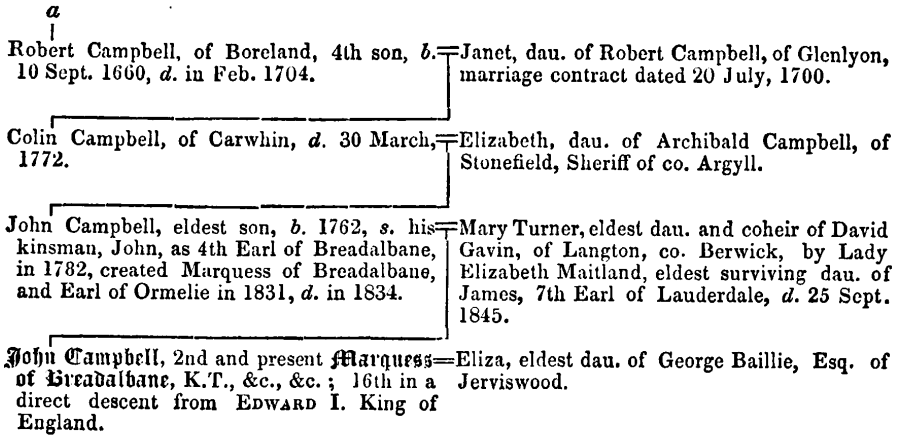 a
Robert Campbell, of Boreland, 4th son, b.
10 Sept. 1660, d. in Feb. 1704.
Janet, dau. of Robert Campbell, of Glenlyon,
marriage contract dated 20 July, 1700.
Colin Campbell, of Carwhin, d. 30 March,
1772.
Elizabeth, dau. of Archibald Campbell, of
Stonefield, Sheriff of co. Argyll.
John Campbell, eldest son, b. 1762, s. his
kinsman, John, as 4th Earl of Breadalbane,
in 1782, created Marquess of Breadalbane,
and Earl of Ormelie in 1831, d. in 1834.
Mary Turner, eldest dau. and coheir of David
Gavin, of Langton, co. Berwick, by Lady
Elizabeth Maitland, eldest surviving dau. of
James, 7th Earl of Lauderdale, d. 25 Sept.
1845.
John Campbell, 2nd and present Marquess
of Breadalbane, K.T., &c., &c. ; 16th in a
direct descent from EDWARD I. King of
England.
Eliza, eldest dau. of George Baillie, Esq. of
Jerviswood.